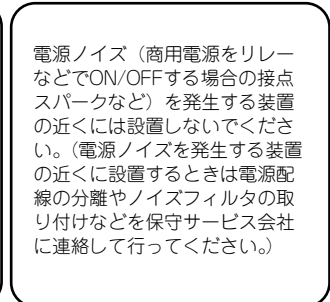 電源ノイズ（商用電源をリレー
などでON/OFFする場合の接点
スパークなど）を発生する装置
の近くには設置しないでくださ
い。（電源ノイズを発生する装置
の近くに設置するときは電源配
線の分離やノイズフィルタの取
り付けなどを保守サービス会社
に連絡して行ってください。）